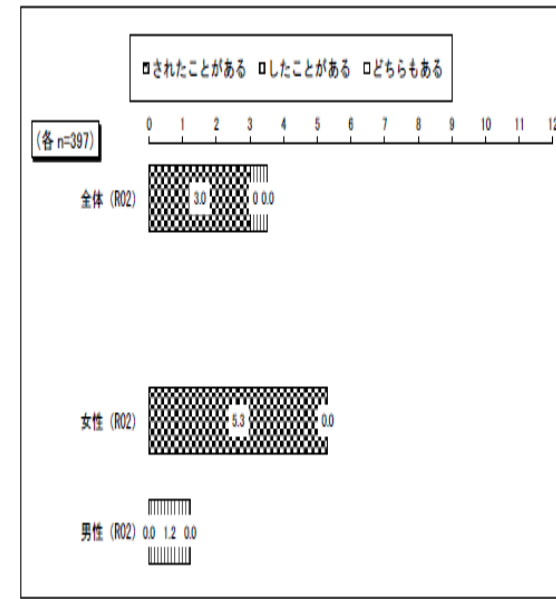 されたことがある したことがある どちらもある
(各 n=397)
0 1 2 3 4 5 6 7 8 9 10 11 12
全体 (R02) 3.0 0 0.0
女性 (R02) 5.3 0.0
男性 (R02) 0.0 1.2 0.0